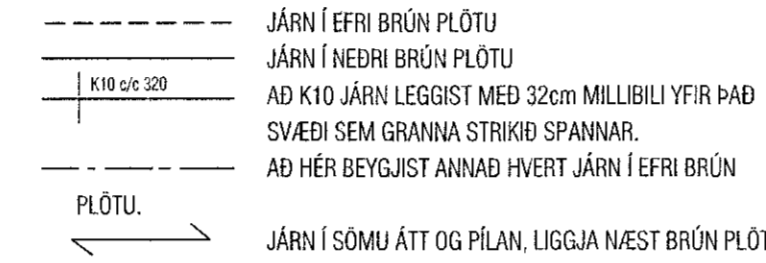 JÁRN Í EFRI BRÚN PLÖTU
JÁRN Í NEÐRI BRÚN PLÖTU
K10 c/c 320
AÐ K10 JÁRN LEGGIST MEÐ 32cm MILLIBILI YFIR ÞAÐ
SVÆÐI SEM GRANNA STRIKIÐ SPANNAR.
AÐ HÉR BEYGJIST ANNAÐ HVERT JÁRN Í EFRI BRÚN
PLÖTU.
JÁRN Í SÖMU ÁTT OG PÍLAN, LIGGJA NÆST BRÚN